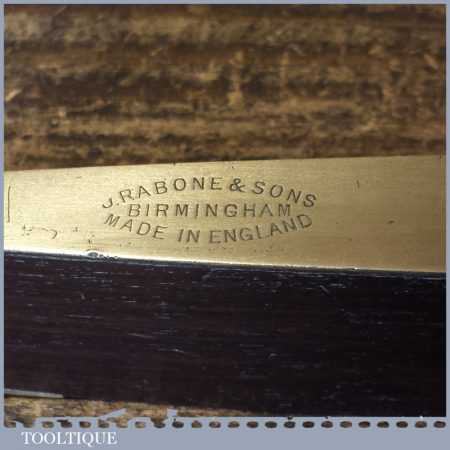 J. RABONE & SONS
BIRMINGHAM
MADE IN ENGLAND
TOOLTIQUE